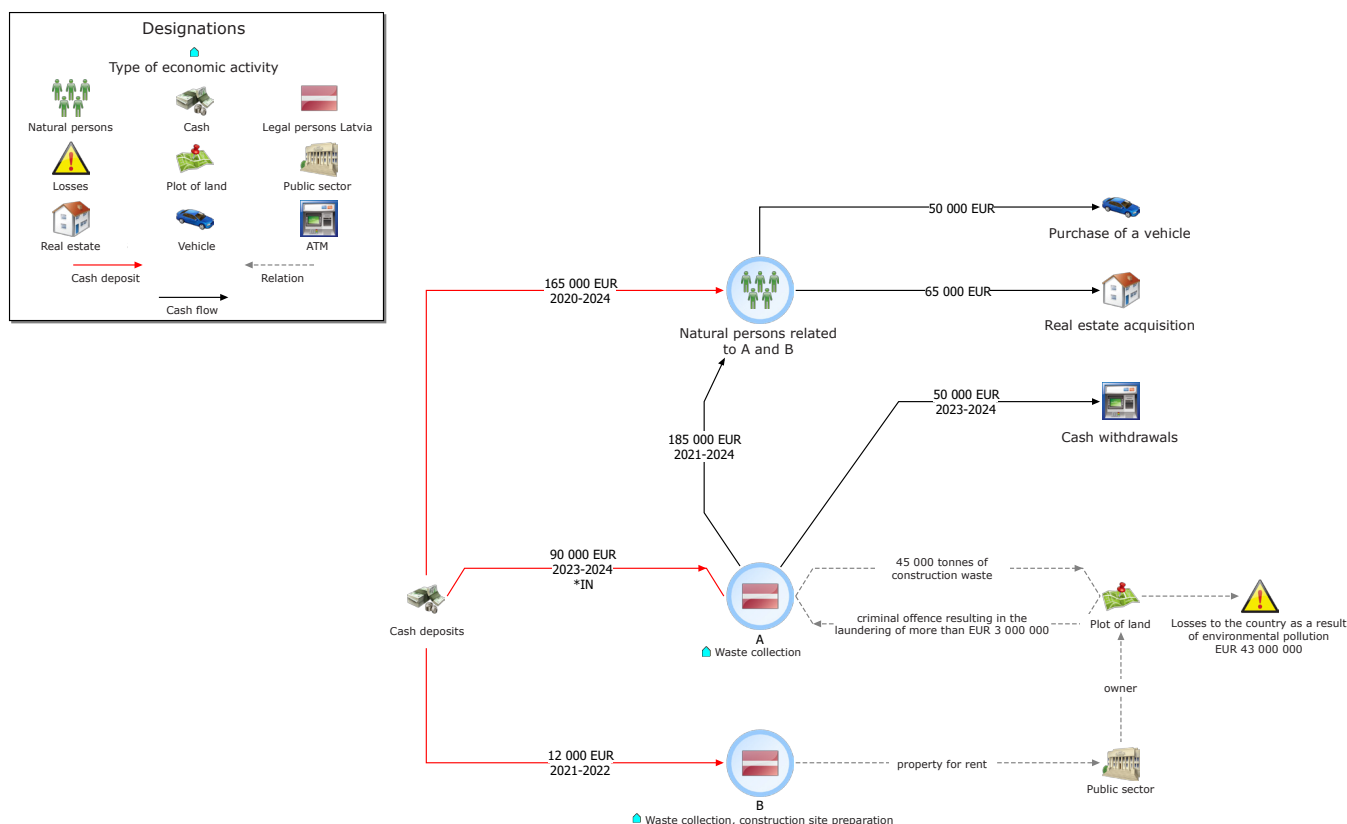 Designations
Type of economic activity
Natural persons
Cash
Legal persons Latvia
Losses
Plot of land
Public sector
Real estate
Vehicle
ATM
Cash deposit
Relation
Cash flow
50 000 EUR
Purchase of a vehicle
165 000 EUR
2020-2024
65 000 EUR
Natural persons related
to A and B
Real estate acquisition
50 000 EUR
2023-2024
Cash withdrawals
185 000 EUR
2021-2024
90 000 EUR
2023-2024
*IN
45 000 tonnes of
construction waste
criminal offence resulting in the
laundering of more than EUR 3 000 000
Cash deposits
A
Waste collection
Plot of land
Losses to the country as a result
of environmental pollution
EUR 43 000 000
owner
12 000 EUR
2021-2022
property for rent
Public sector
B
Waste collection, construction site preparation